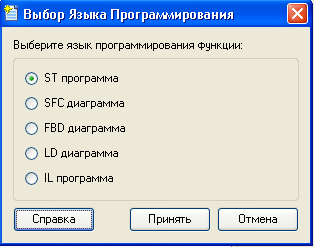 Выбор Языка Программирования
Выберите язык программирования функции:
ST программа
SFC диаграмма
FBD диаграмма
LD диаграмма
IL программа
Справка Принять Отмена